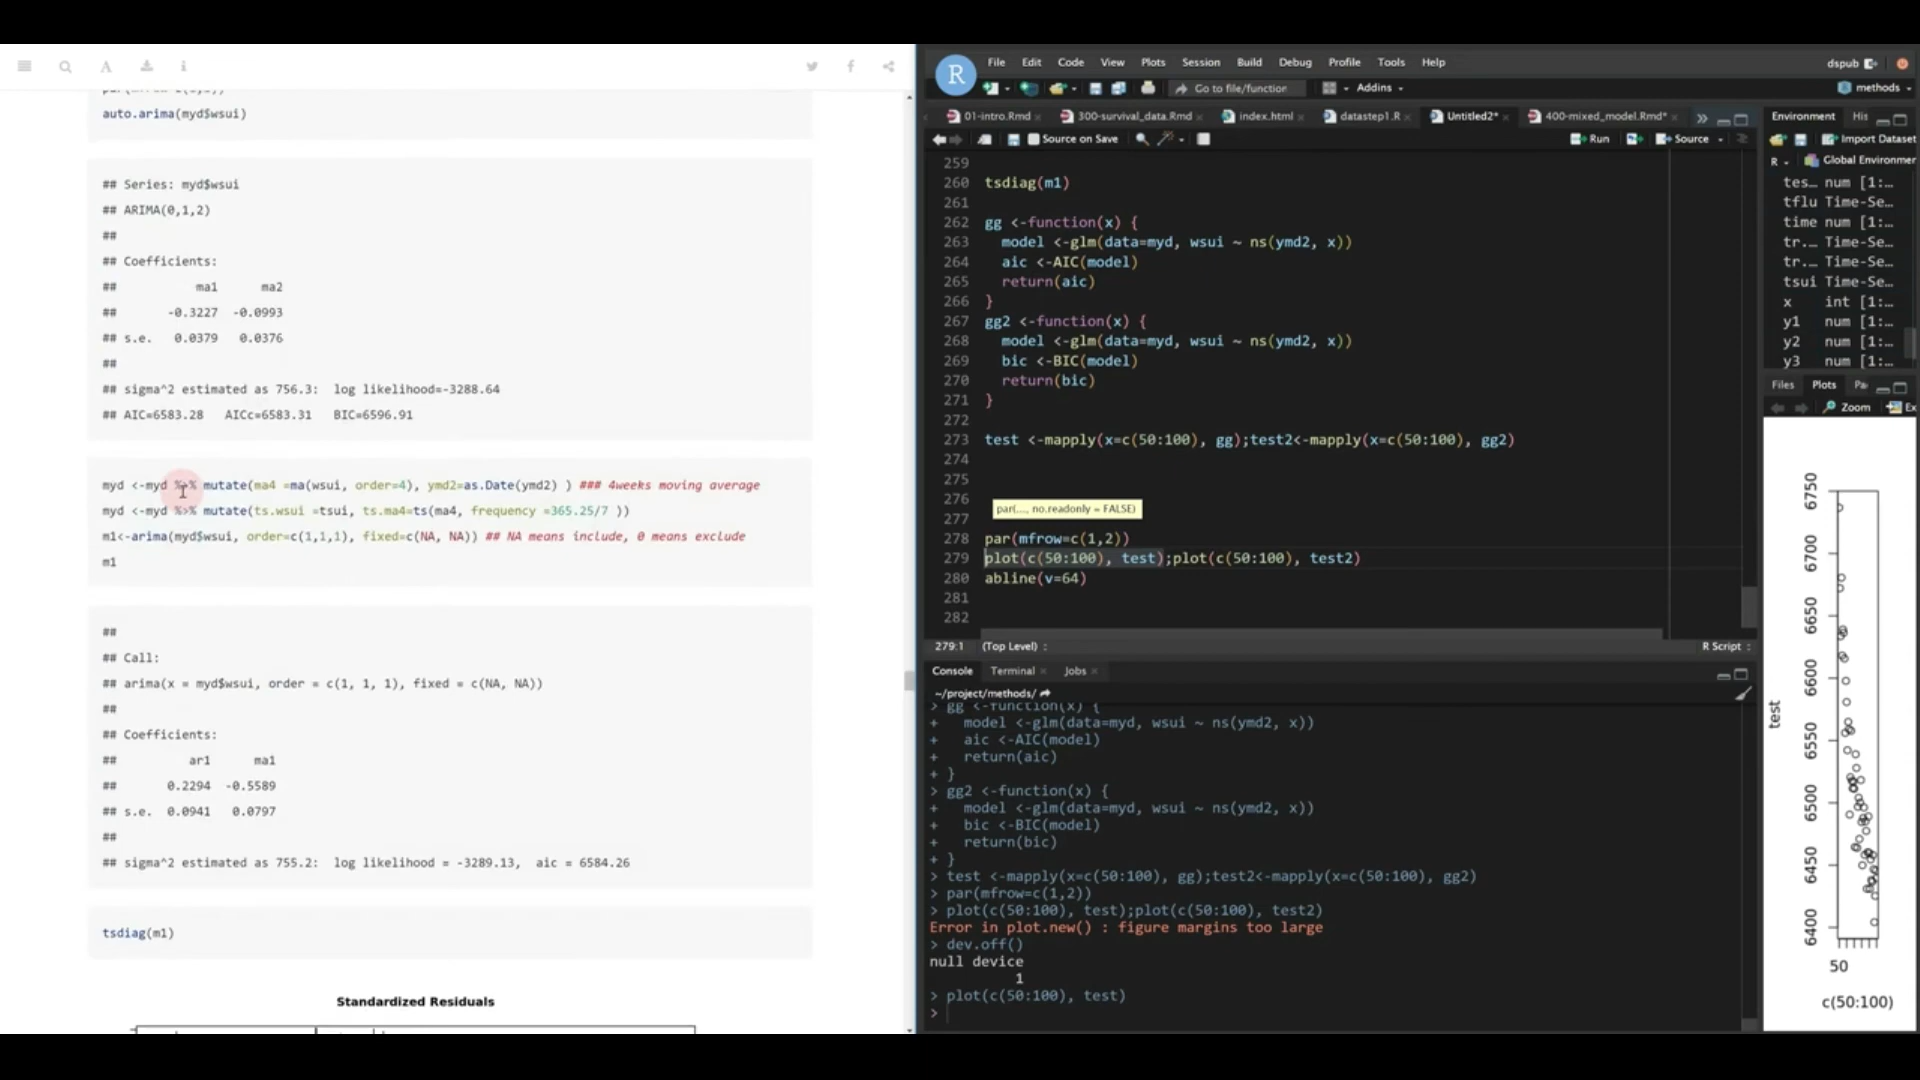 auto.arima(myd$wsui)
## Series: myd$wsui
## ARIMA(0,1,2)
##
## Coefficients:
## ma1 ma2
## -0.3227 -0.0993
## s.e. 0.0379 0.0376
##
## sigma^2 estimated as 756.3: log likelihood=-3288.64
## AIC=6583.28 AICc=6583.31 BIC=6596.91
myd <-myd %>% mutate(ma4 =ma(wsui, order=4), ymd2=as.Date(ymd2) ) ### 4weeks moving average
myd <-myd %>% mutate(ts.wsui =tsui, ts.ma4=ts(ma4, frequency =365.25/7 ))
m1<-arima(myd$wsui, order=c(1,1,1), fixed=c(NA, NA)) ## NA means include, 0 means exclude
m1
##
## Call:
## arima(x = myd$wsui, order = c(1, 1, 1), fixed = c(NA, NA))
##
## Coefficients:
## ar1 ma1
## 0.2294 -0.5589
## s.e. 0.0941 0.0797
##
## sigma^2 estimated as 755.2: log likelihood = -3289.13, aic = 6584.26
tsdiag(m1)
Standardized Residuals
R File Edit Code View Plots Session Build Debug Profile Tools Help dspub
Go to file/function Addins methods
01-intro.Rmd 300-survival_data.Rmd index.html datastep1.R Untitled2* 400-mixed_model.Rmd*
Source on Save Run Source
259
260 tsdiag(m1)
261
262 gg <-function(x) {
263 model <-glm(data=myd, wsui ~ ns(ymd2, x))
264 aic <-AIC(model)
265 return(aic)
266 }
267 gg2 <-function(x) {
268 model <-glm(data=myd, wsui ~ ns(ymd2, x))
269 bic <-BIC(model)
270 return(bic)
271 }
272
273 test <-mapply(x=c(50:100), gg);test2<-mapply(x=c(50:100), gg2)
274
275
276
par(..., no.readonly = FALSE)
277
278 par(mfrow=c(1,2))
279 plot(c(50:100), test);plot(c(50:100), test2)
280 abline(v=64)
281
282
279:1 (Top Level) R Script
Console Terminal Jobs
~/project/methods/
> gg <-function(x) {
+ model <-glm(data=myd, wsui ~ ns(ymd2, x))
+ aic <-AIC(model)
+ return(aic)
+ }
> gg2 <-function(x) {
+ model <-glm(data=myd, wsui ~ ns(ymd2, x))
+ bic <-BIC(model)
+ return(bic)
+ }
> test <-mapply(x=c(50:100), gg);test2<-mapply(x=c(50:100), gg2)
> par(mfrow=c(1,2))
> plot(c(50:100), test);plot(c(50:100), test2)
Error in plot.new() : figure margins too large
> dev.off()
null device
1
> plot(c(50:100), test)
>
Environment His
Import Dataset
R Global Environmen
tes… num [1:…
tflu Time-Se…
time num [1:…
tr.… Time-Se…
tr.… Time-Se…
tsui Time-Se…
x int [1:…
y1 num [1:…
y2 num [1:…
y3 num [1:…
Files Plots Pa
Zoom Ex
6750
6700
6650
6600
6550
6500
6450
6400
test
50
c(50:100)